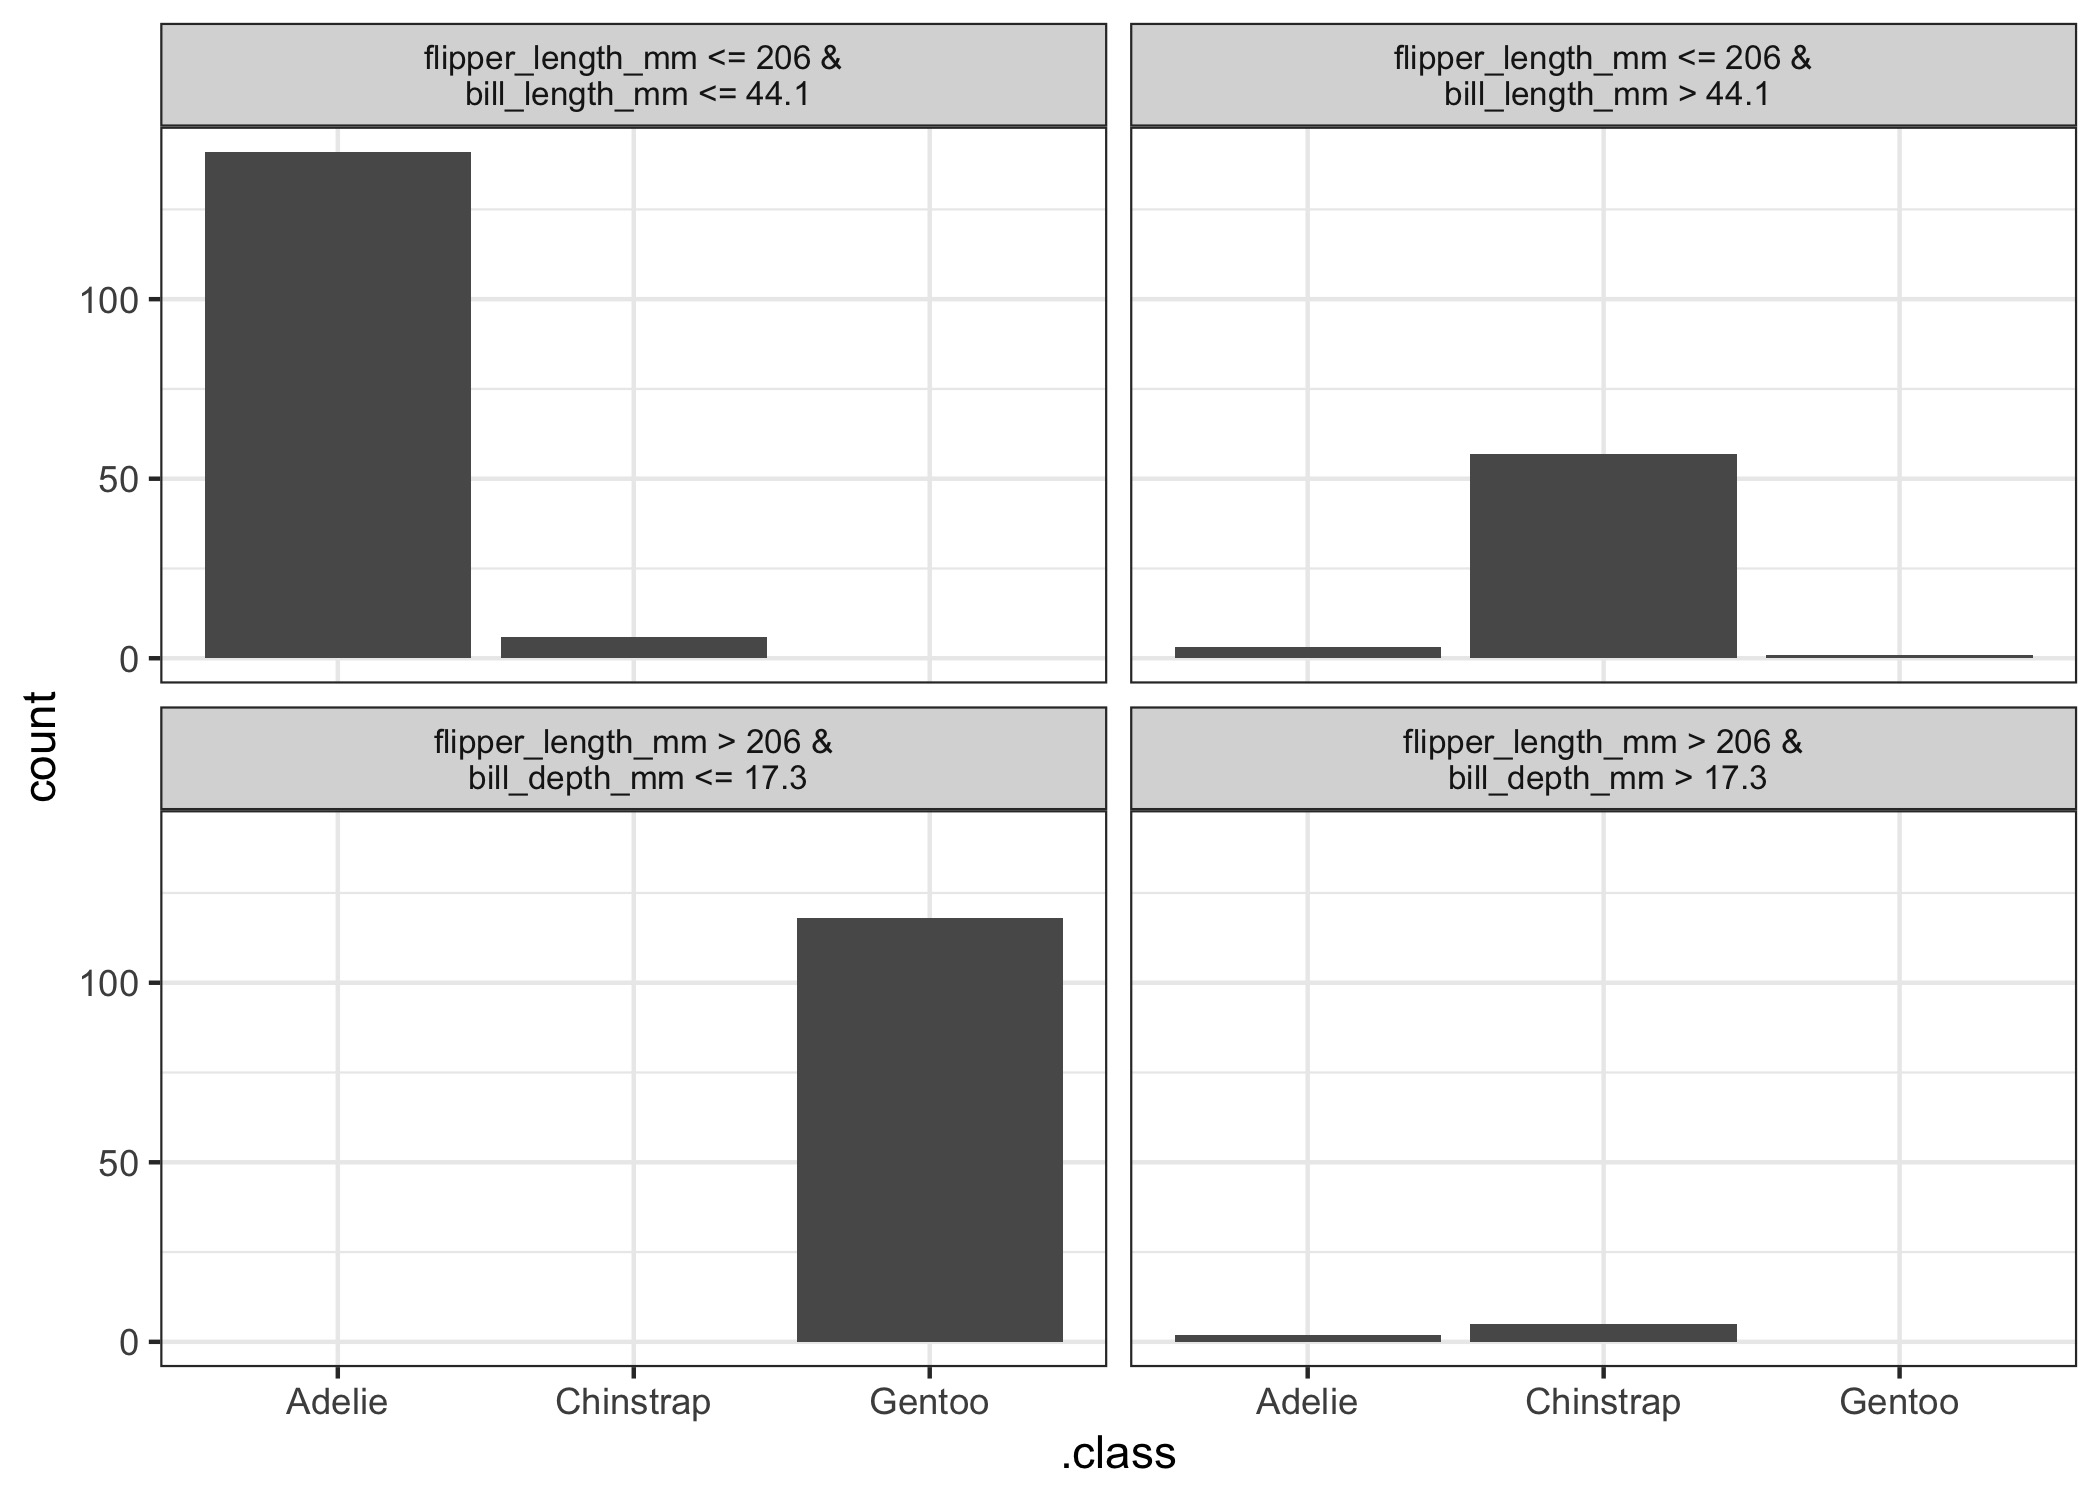 flipper_length_mm <= 206 &
bill_length_mm <= 44.1
flipper_length_mm <= 206 &
bill_length_mm > 44.1
100
50
0
flipper_length_mm > 206 &
bill_depth_mm <= 17.3
flipper_length_mm > 206 &
bill_depth_mm > 17.3
100
50
0
count
Adelie Chinstrap Gentoo
Adelie Chinstrap Gentoo
.class